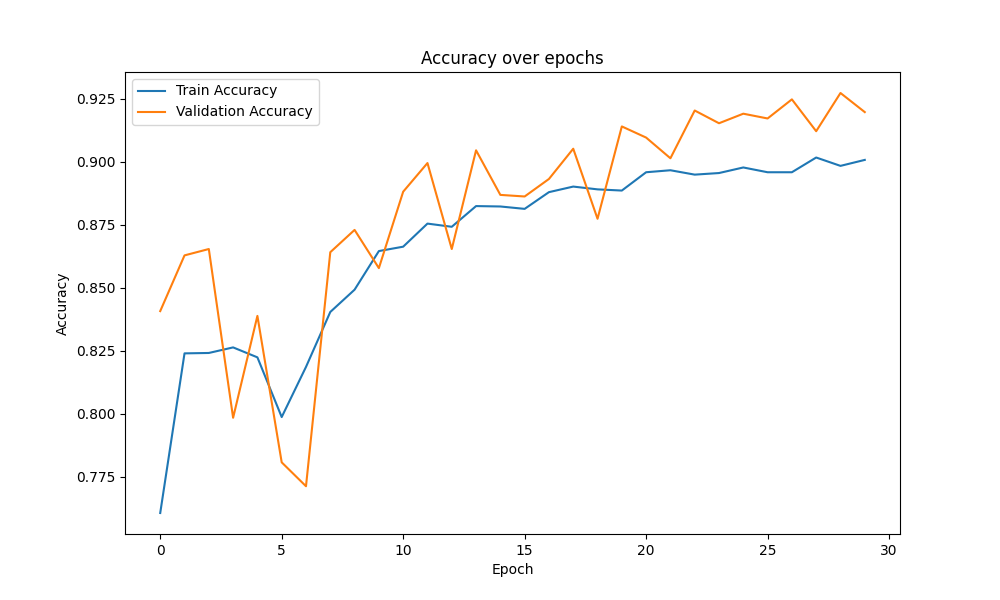 Accuracy over epochs
Train Accuracy
Validation Accuracy
0.925
0.900
0.875
0.850
0.825
0.800
0.775
Accuracy
0 5 10 15 20 25 30
Epoch